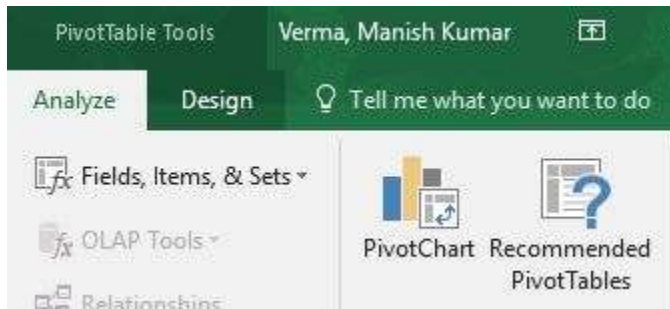 PivotTable Tools Verma, Manish Kumar
Analyze Design Tell me what you want to do
Fields, Items, & Sets
OLAP Tools
Relationships
PivotChart
Recommended
PivotTables